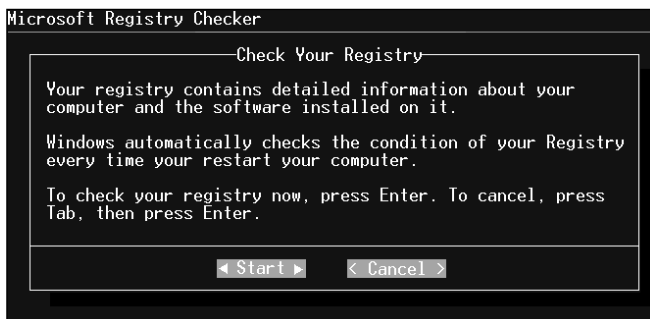 Microsoft Registry Checker
Check Your Registry
Your registry contains detailed information about your
computer and the software installed on it.
Windows automatically checks the condition of your Registry
every time your restart your computer.
To check your registry now, press Enter. To cancel, press
Tab, then press Enter.
◄ Start ► < Cancel >